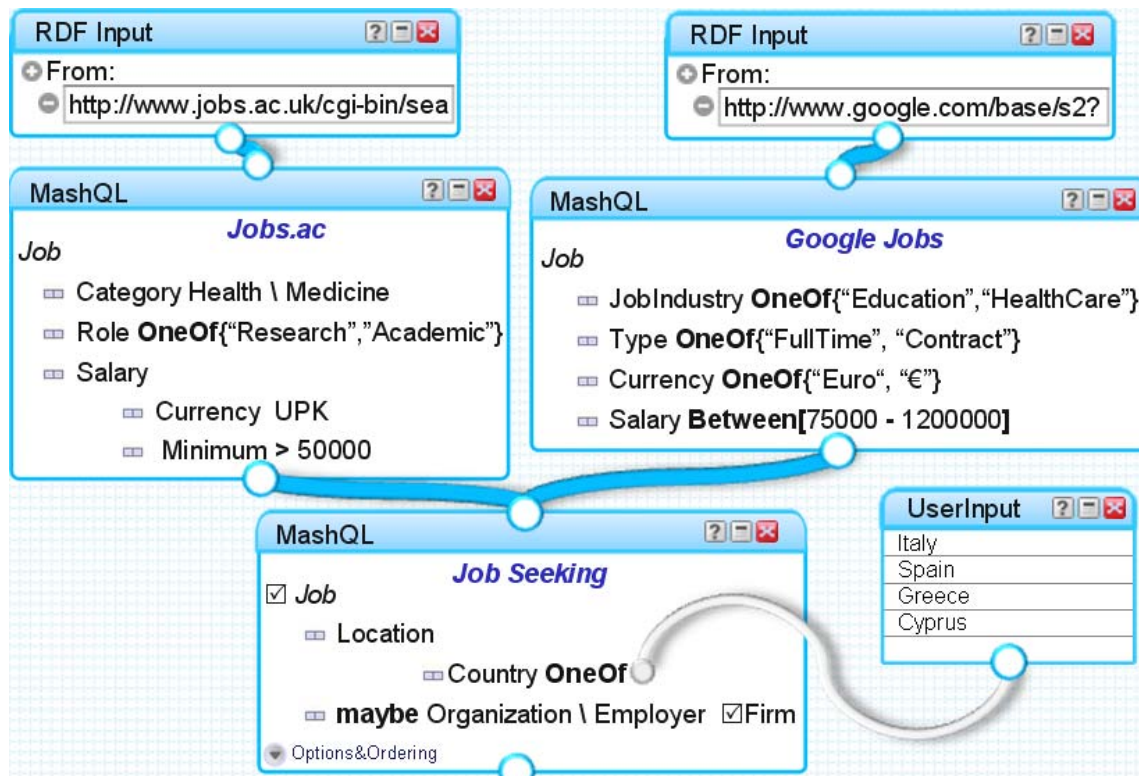 RDF Input
From:
http://www.jobs.ac.uk/cgi-bin/sea
RDF Input
From:
http://www.google.com/base/s2?
MashQL
Jobs.ac
Job
Category Health \ Medicine
Role OneOf{“Research”,”Academic”}
Salary
Currency UPK
Minimum > 50000
MashQL
Google Jobs
Job
JobIndustry OneOf{“Education”,“HealthCare”}
Type OneOf{“FullTime”, “Contract”}
Currency OneOf{“Euro“, “€”}
Salary Between[75000 - 1200000]
MashQL
Job Seeking
Job
Location
Country OneOf
maybe Organization \ Employer Firm
Options&Ordering
UserInput
Italy
Spain
Greece
Cyprus